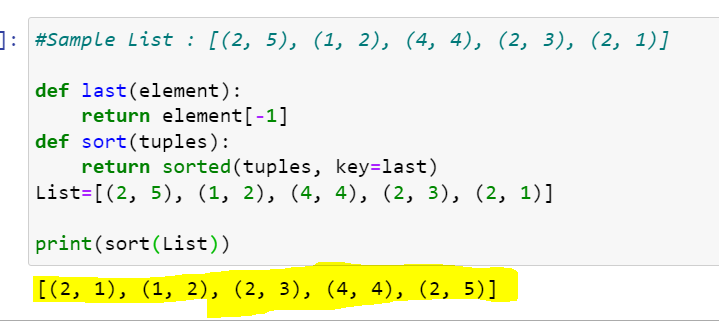 ]: #Sample List : [(2, 5), (1, 2), (4, 4), (2, 3), (2, 1)]
def last(element):
    return element[-1]
def sort(tuples):
    return sorted(tuples, key=last)
List=[(2, 5), (1, 2), (4, 4), (2, 3), (2, 1)]
print(sort(List))
[(2, 1), (1, 2), (2, 3), (4, 4), (2, 5)]